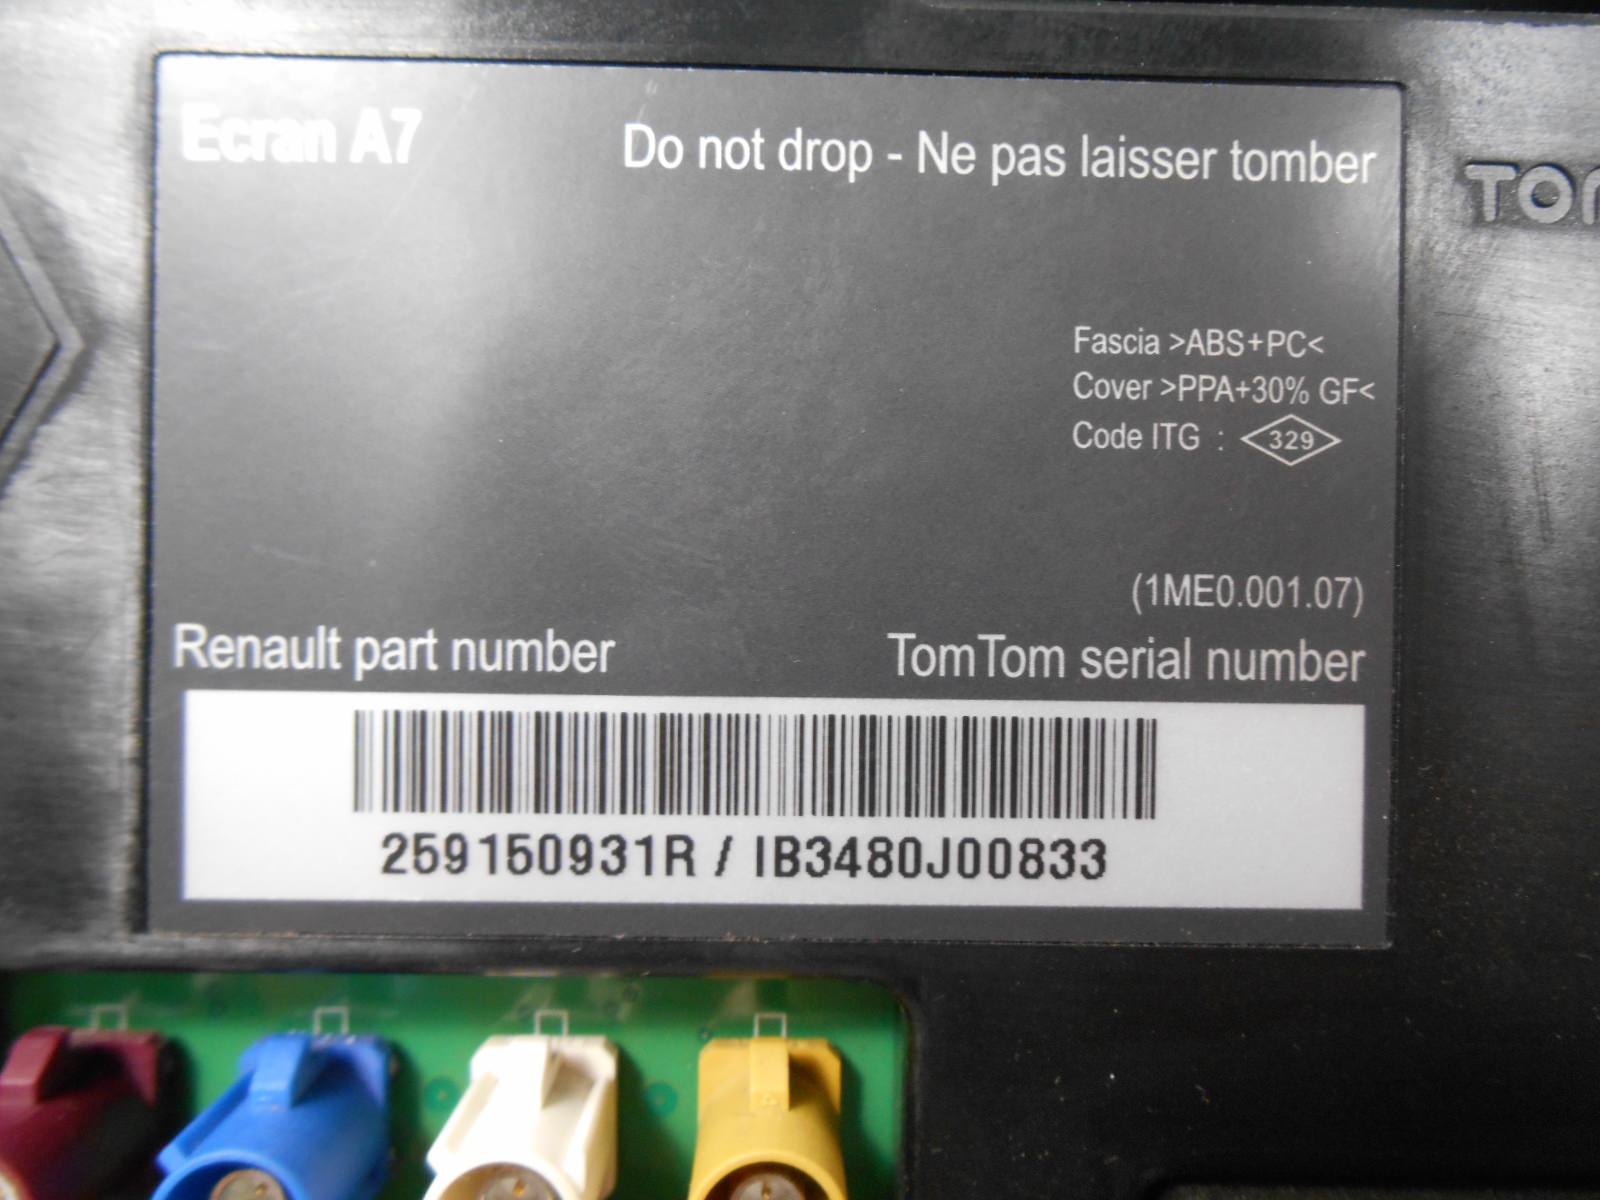 Ecran A7
Do not drop - Ne pas laisser tomber
Fascia >ABS+PC<
Cover >PPA+30% GF<
Code ITG : 329
(1ME0.001.07)
Renault part number
TomTom serial number
259150931R / IB3480J00833